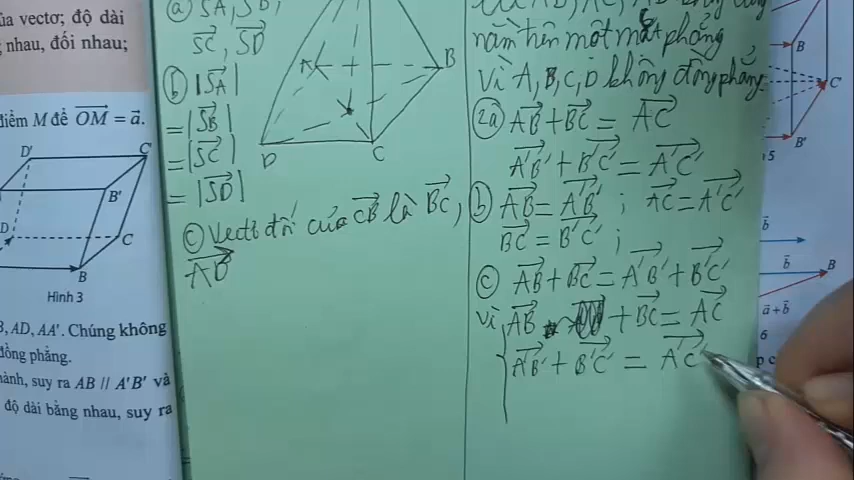 ủa vectơ; độ dài
nhau, đối nhau;
điểm M để OM = a.
D'
C'
B'
D
C
B
Hình 3
B, AD, AA'. Chúng không
đồng phẳng.
hành, suy ra AB // A'B' và
độ dài bằng nhau, suy ra
a) SA, SB,
SC, SD
b) |SA|
= |SB|
= |SC|
= |SD|
A
B
D
C
c) Vectơ đối của CB là BC,
AD
nằm trên một mặt phẳng
Vì A, B, C, D không đồng phẳng
2a) AB + BC = AC
A'B' + B'C' = A'C'
b) AB = A'B' ; AC = A'C'
BC = B'C' ;
c) AB + BC = A'B' + B'C'
Vì AB + BC = AC
A'B' + B'C' = A'C'
B
C'
B'
5
b
b
B
a + b
6